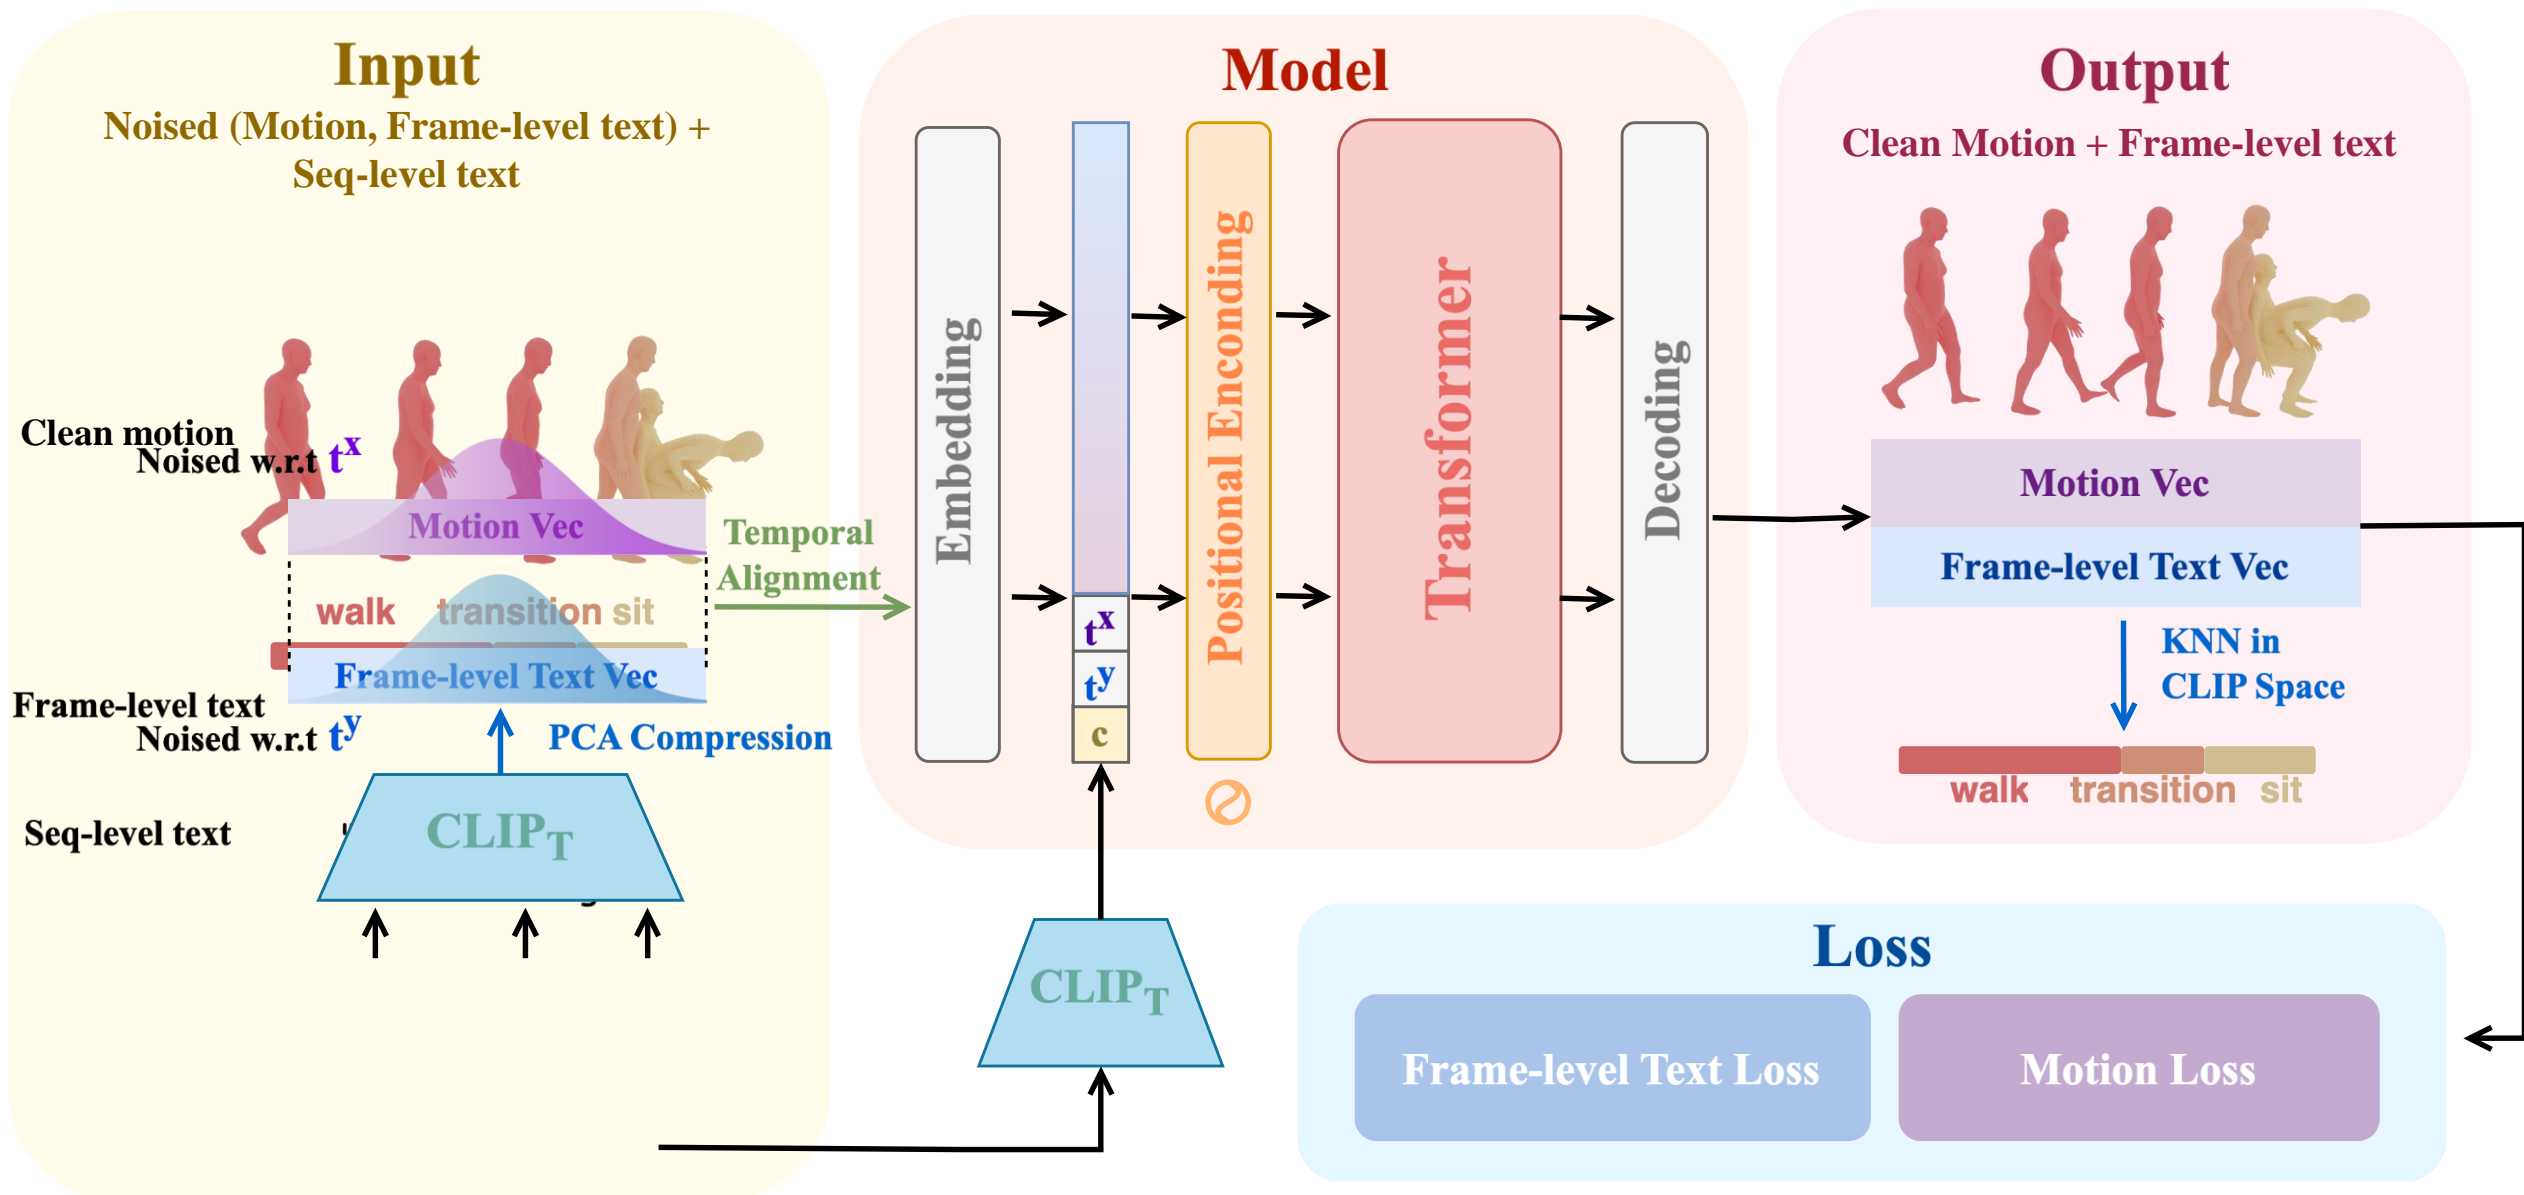 Input
Noised (Motion, Frame-level text) +
Seq-level text
Clean motion
Noised w.r.t t^x
Motion Vec
walk transition sit
Frame-level Text Vec
Frame-level text
Noised w.r.t t^y
PCA Compression
Seq-level text
CLIP_T
Temporal
Alignment
Model
Embedding
t^x
t^y
c
Positional Enconding
Transformer
Decoding
CLIP_T
Output
Clean Motion + Frame-level text
Motion Vec
Frame-level Text Vec
KNN in
CLIP Space
walk transition sit
Loss
Frame-level Text Loss
Motion Loss